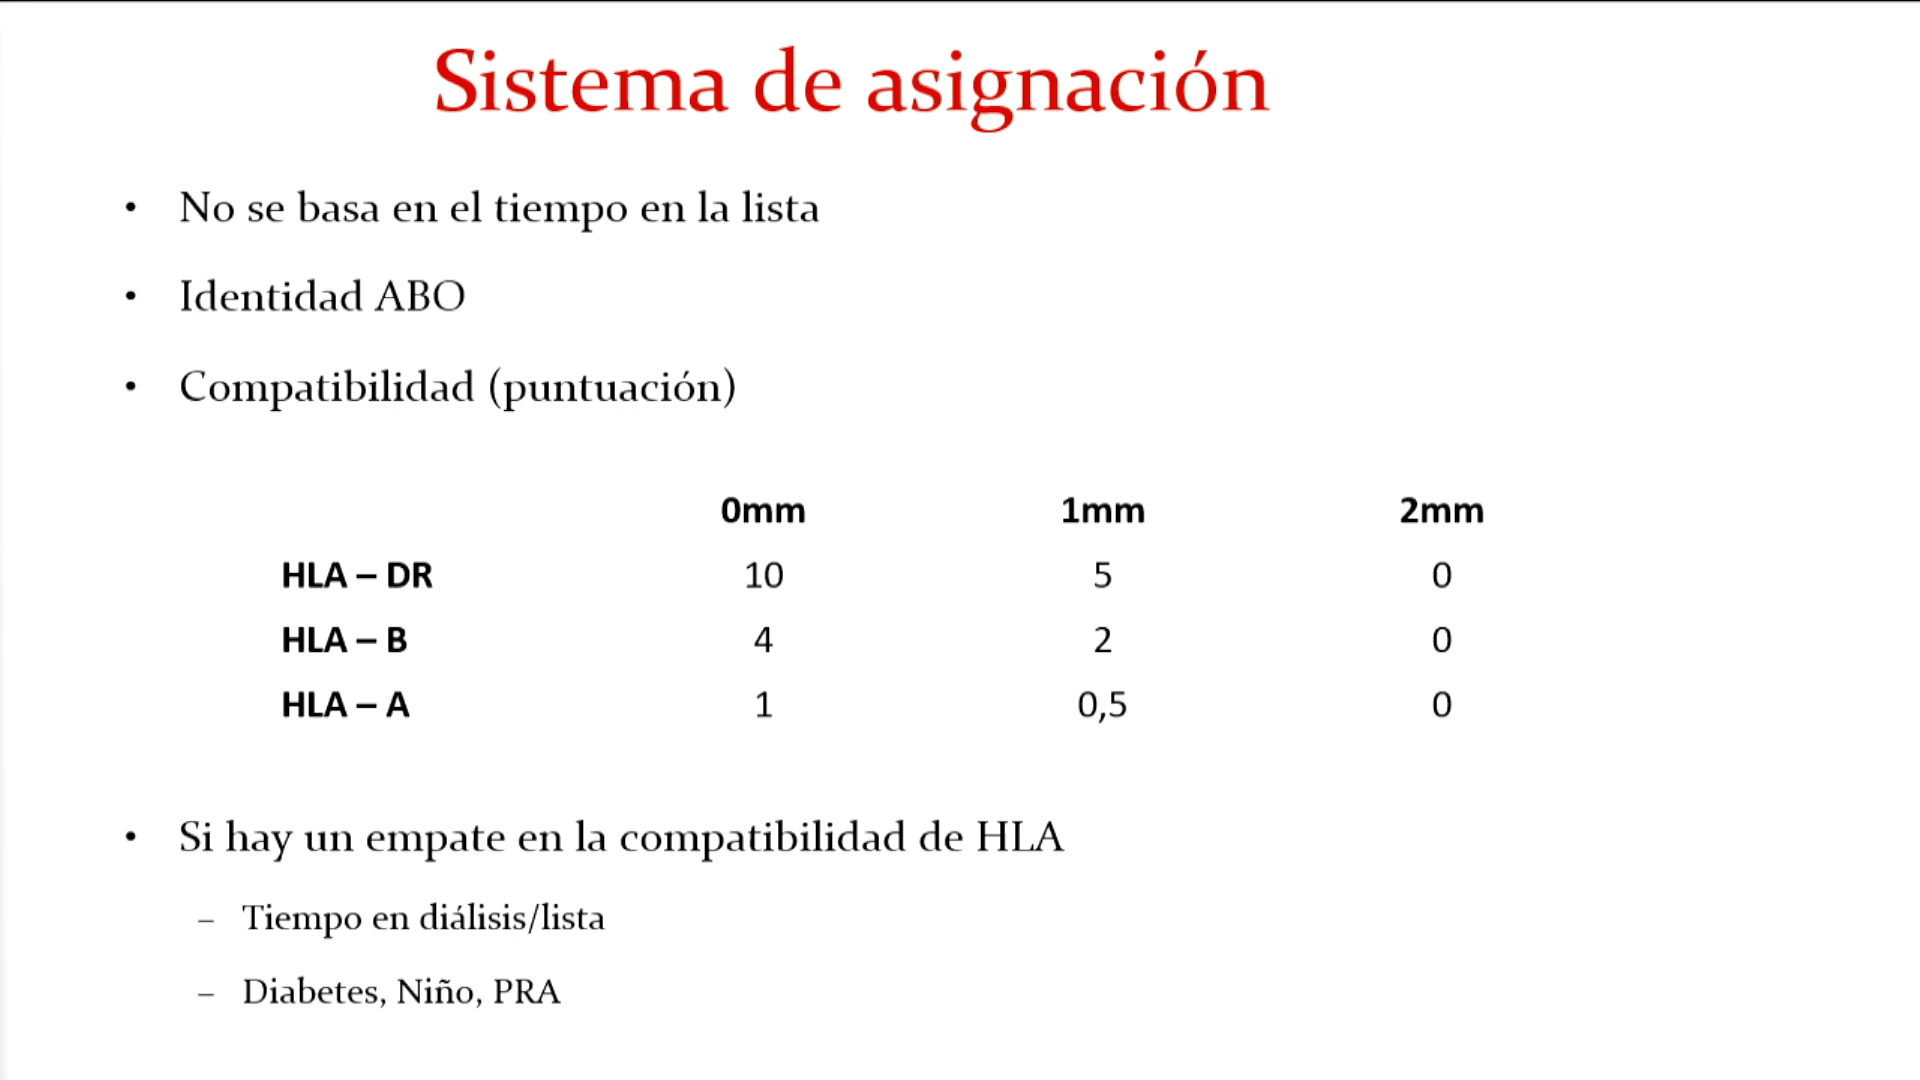 Sistema de asignación
• No se basa en el tiempo en la lista
• Identidad ABO
• Compatibilidad (puntuación)
0mm 1mm 2mm
HLA – DR 10 5 0
HLA – B 4 2 0
HLA – A 1 0,5 0
• Si hay un empate en la compatibilidad de HLA
– Tiempo en diálisis/lista
– Diabetes, Niño, PRA